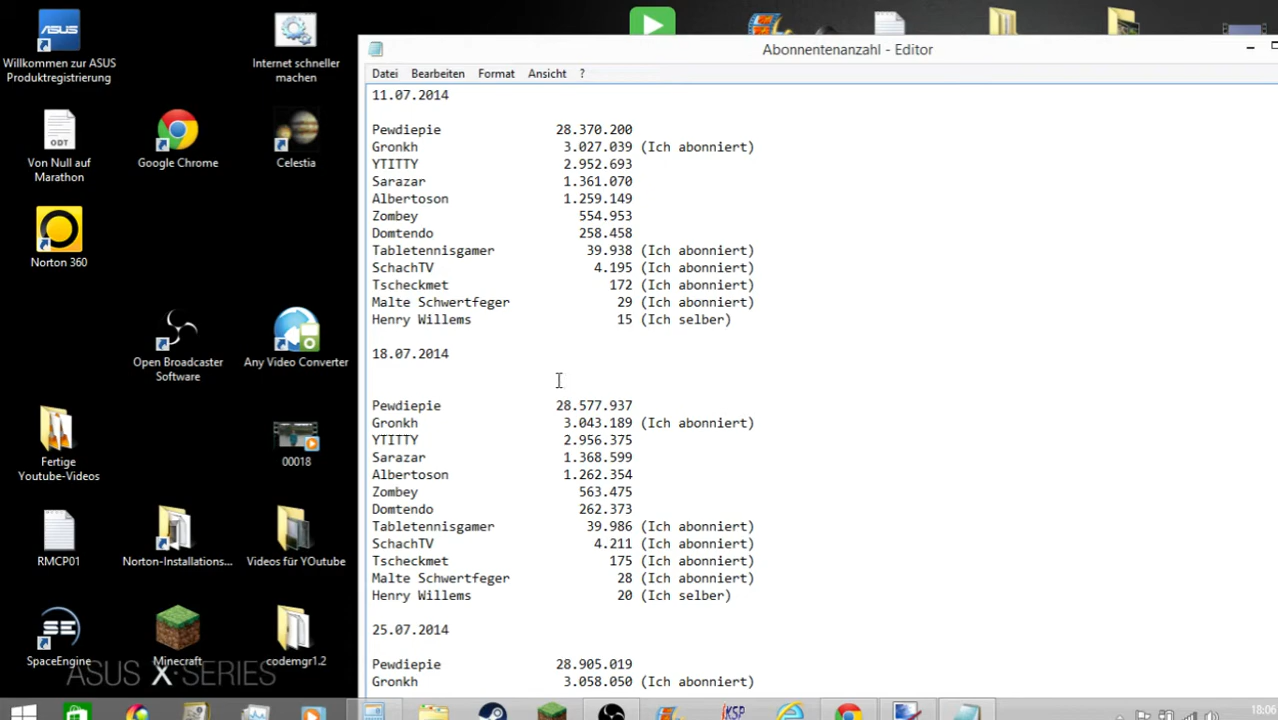 ASUS
Willkommen zur ASUS
Produktregistrierung
Internet schneller
machen
ODT
Von Null auf
Marathon
Google Chrome
Celestia
Norton 360
Open Broadcaster
Software
Any Video Converter
Fertige
Youtube-Videos
00018
RMCP01
Norton-Installations...
Videos für YOutube
SE
SpaceEngine
Minecraft
codemgr1.2
ASUS X-SERIES
Abonnentenanzahl - Editor
Datei Bearbeiten Format Ansicht ?
11.07.2014
Pewdiepie 28.370.200
Gronkh 3.027.039 (Ich abonniert)
YTITTY 2.952.693
Sarazar 1.361.070
Albertoson 1.259.149
Zombey 554.953
Domtendo 258.458
Tabletennisgamer 39.938 (Ich abonniert)
SchachTV 4.195 (Ich abonniert)
Tscheckmet 172 (Ich abonniert)
Malte Schwertfeger 29 (Ich abonniert)
Henry Willems 15 (Ich selber)
18.07.2014
Pewdiepie 28.577.937
Gronkh 3.043.189 (Ich abonniert)
YTITTY 2.956.375
Sarazar 1.368.599
Albertoson 1.262.354
Zombey 563.475
Domtendo 262.373
Tabletennisgamer 39.986 (Ich abonniert)
SchachTV 4.211 (Ich abonniert)
Tscheckmet 175 (Ich abonniert)
Malte Schwertfeger 28 (Ich abonniert)
Henry Willems 20 (Ich selber)
25.07.2014
Pewdiepie 28.905.019
Gronkh 3.058.050 (Ich abonniert)
KSP
18:06